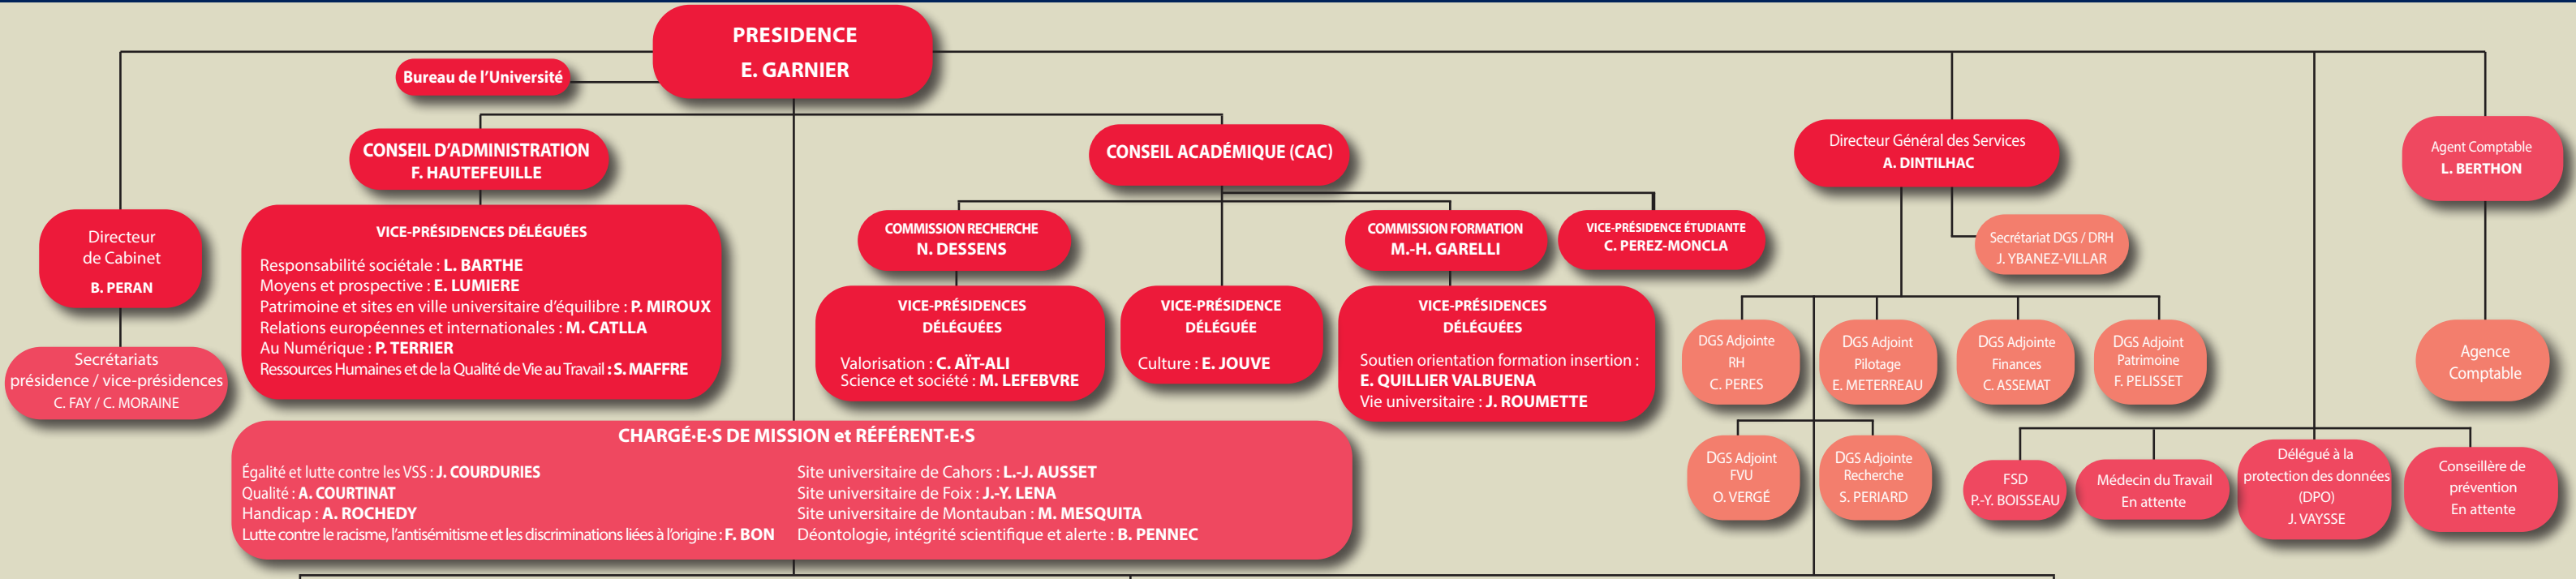 PRESIDENCE
E. GARNIER
Bureau de l'Université
CONSEIL D'ADMINISTRATION
F. HAUTEFEUILLE
CONSEIL ACADÉMIQUE (CAC)
Directeur Général des Services
A. DINTILHAC
Agent Comptable
L. BERTHON
Directeur
de Cabinet
B. PERAN
Secrétariats
présidence / vice-présidences
C. FAY / C. MORAINE
VICE-PRÉSIDENCES DÉLÉGUÉES
Responsabilité sociétale : L. BARTHE
Moyens et prospective : E. LUMIERE
Patrimoine et sites en ville universitaire d'équilibre : P. MIROUX
Relations européennes et internationales : M. CATLLA
Au Numérique : P. TERRIER
Ressources Humaines et de la Qualité de Vie au Travail : S. MAFFRE
COMMISSION RECHERCHE
N. DESSENS
COMMISSION FORMATION
M.-H. GARELLI
VICE-PRÉSIDENCE ÉTUDIANTE
C. PEREZ-MONCLA
VICE-PRÉSIDENCES
DÉLÉGUÉES
Valorisation : C. AÏT-ALI
Science et société : M. LEFEBVRE
VICE-PRÉSIDENCE
DÉLÉGUÉE
Culture : E. JOUVE
VICE-PRÉSIDENCES
DÉLÉGUÉES
Soutien orientation formation insertion :
E. QUILLIER VALBUENA
Vie universitaire : J. ROUMETTE
Secrétariat DGS / DRH
J. YBANEZ-VILLAR
DGS Adjointe
RH
C. PERES
DGS Adjoint
Pilotage
E. METERREAU
DGS Adjointe
Finances
C. ASSEMAT
DGS Adjoint
Patrimoine
F. PELISSET
Agence
Comptable
DGS Adjoint
FVU
O. VERGÉ
DGS Adjointe
Recherche
S. PERIARD
FSD
P.-Y. BOISSEAU
Médecin du Travail
En attente
Délégué à la
protection des données
(DPO)
J. VAYSSE
Conseillère de
prévention
En attente
CHARGÉ·E·S DE MISSION et RÉFÉRENT·E·S
Égalité et lutte contre les VSS : J. COURDURIES
Qualité : A. COURTINAT
Handicap : A. ROCHEDY
Lutte contre le racisme, l'antisémitisme et les discriminations liées à l'origine : F. BON
Site universitaire de Cahors : L.-J. AUSSET
Site universitaire de Foix : J.-Y. LENA
Site universitaire de Montauban : M. MESQUITA
Déontologie, intégrité scientifique et alerte : B. PENNEC